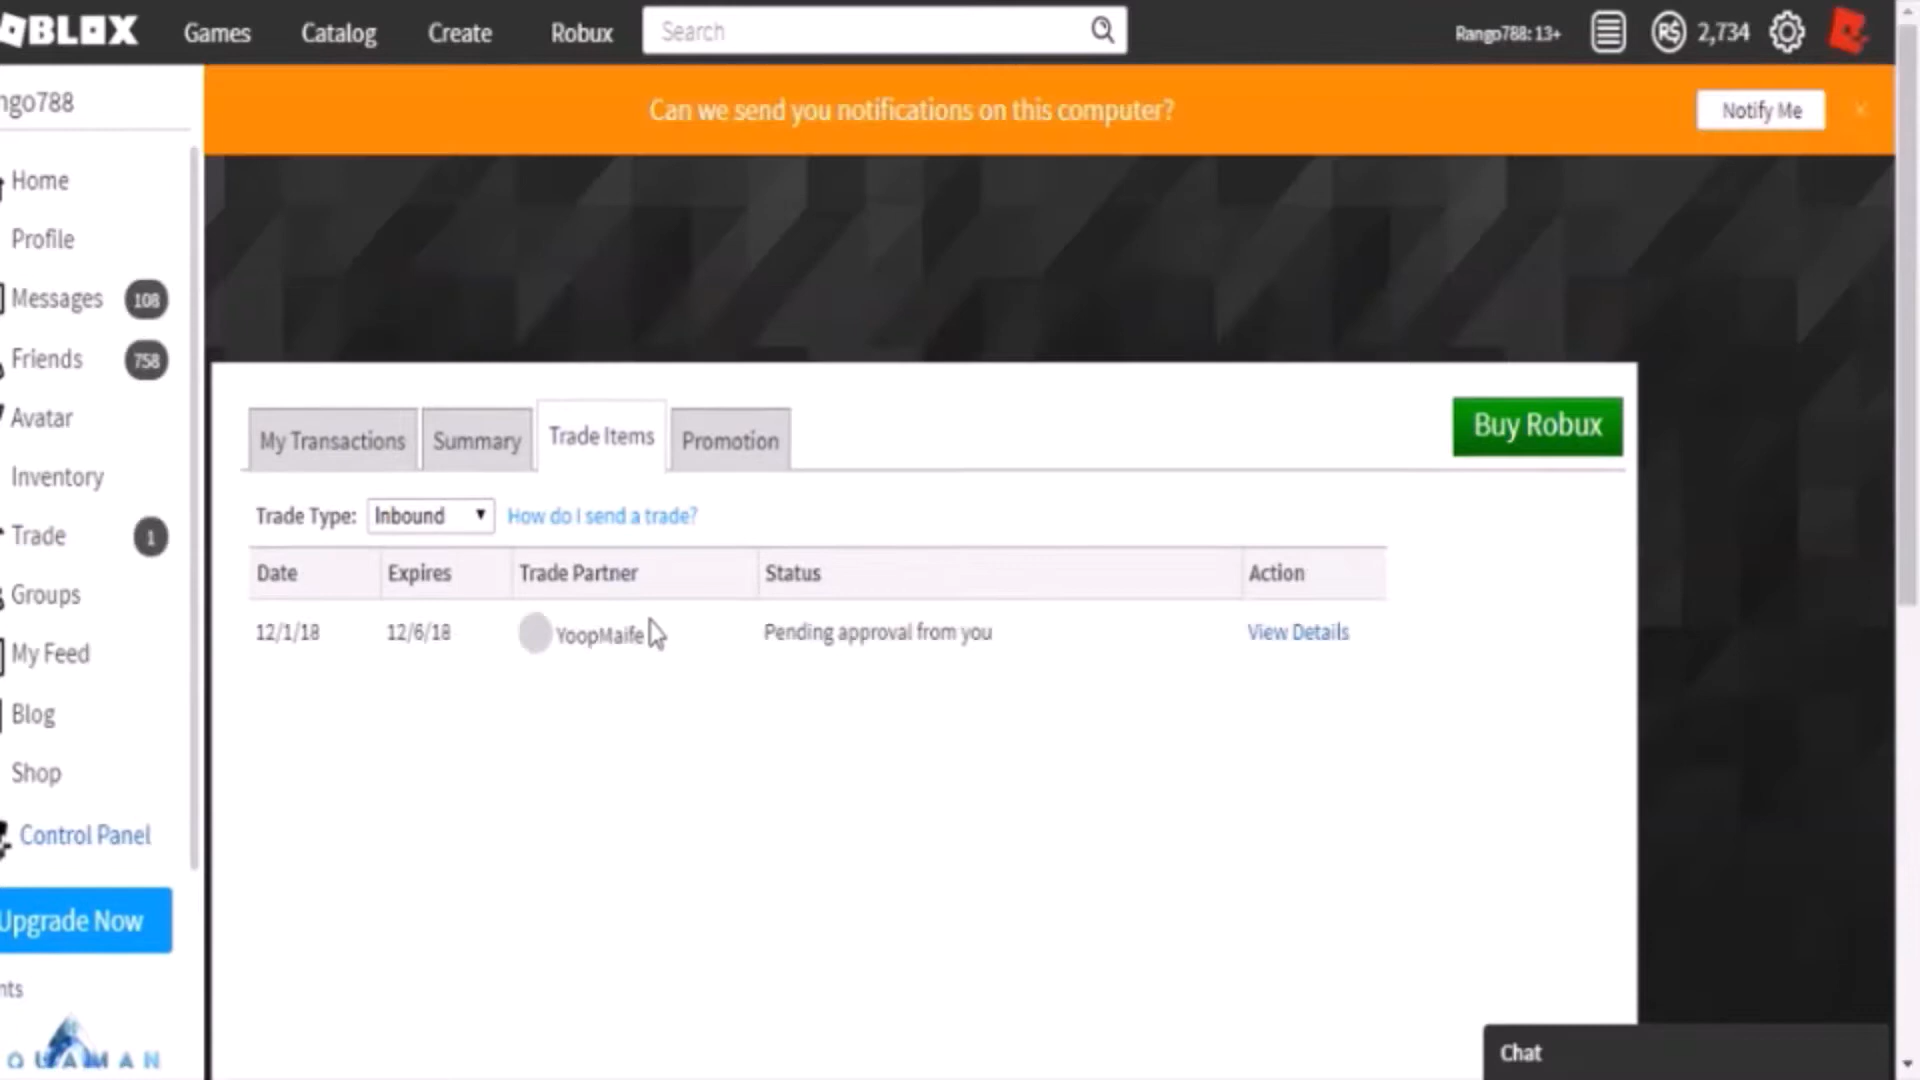 BLOX Games Catalog Create Robux Search Rango788: 13+ R$ 2,734
ngo788
Can we send you notifications on this computer? Notify Me
Home
Profile
Messages 108
Friends 758
Avatar
Inventory
Trade 1
Groups
My Feed
Blog
Shop
Control Panel
Upgrade Now
nts
QUAMAN
My Transactions Summary Trade Items Promotion Buy Robux
Trade Type: Inbound How do I send a trade?
Date Expires Trade Partner Status Action
12/1/18 12/6/18 YoopMaife Pending approval from you View Details
Chat